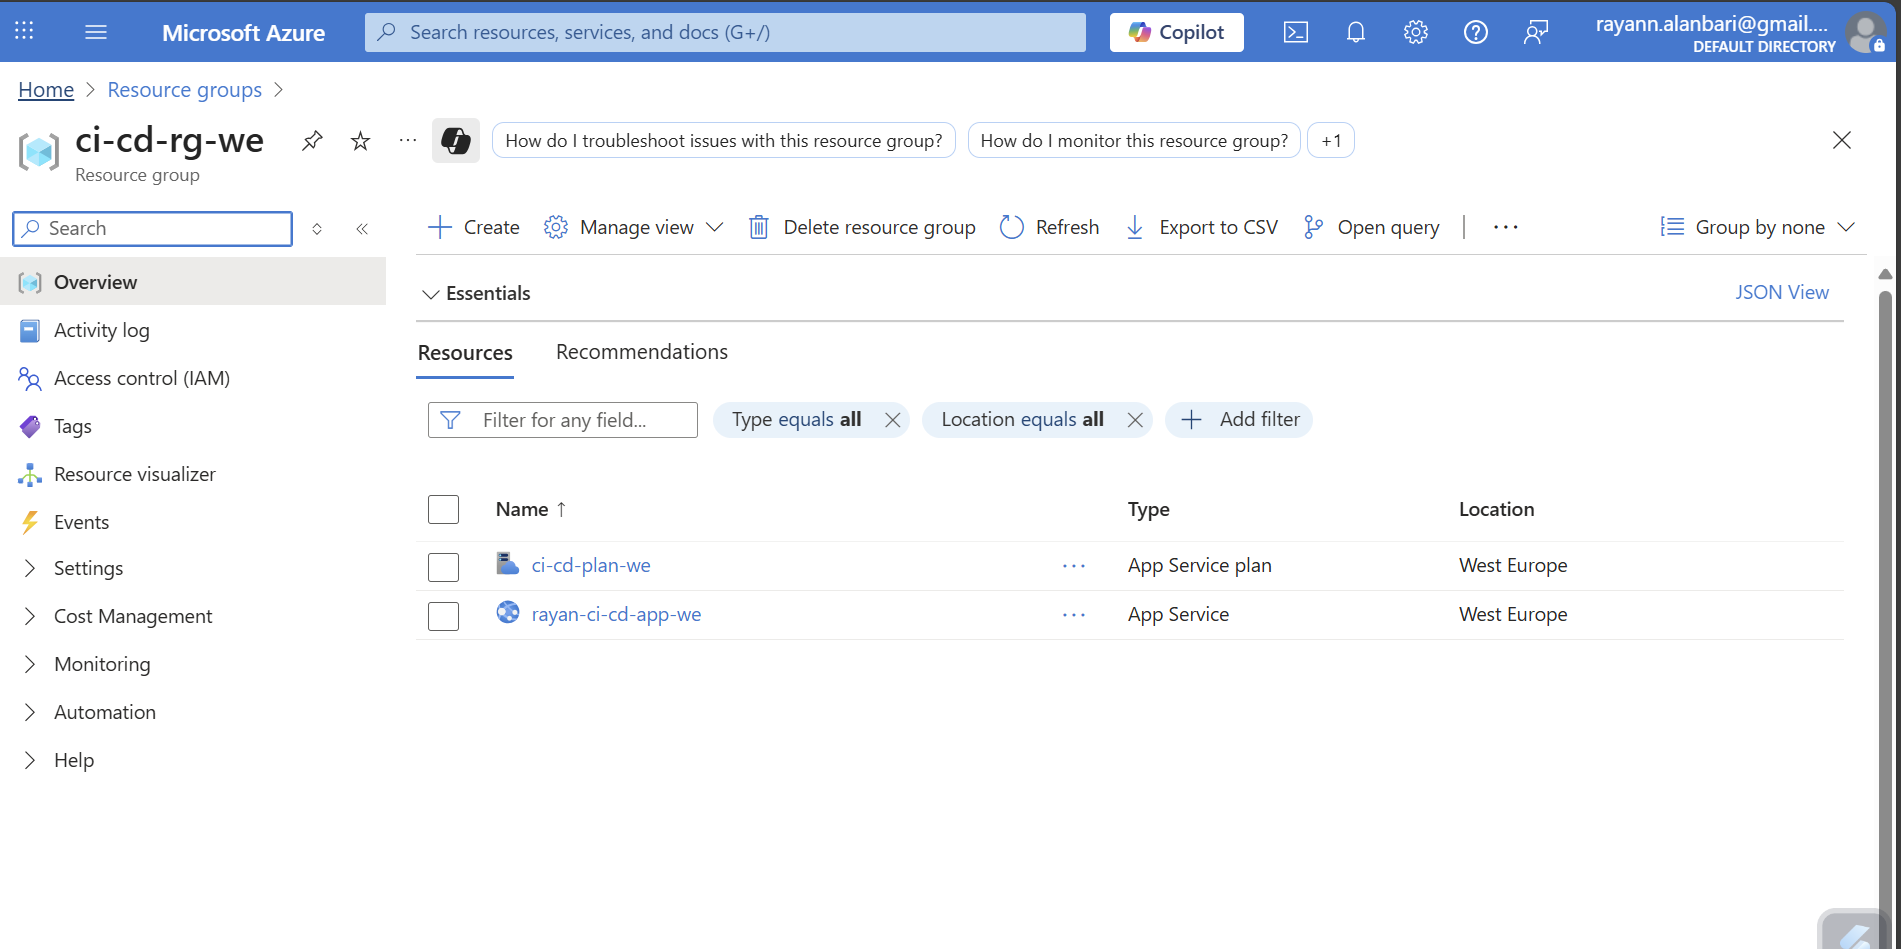 Microsoft Azure
Search resources, services, and docs (G+/)
Copilot
rayann.alanbari@gmail....
DEFAULT DIRECTORY
Home
Resource groups
ci-cd-rg-we
Resource group
How do I troubleshoot issues with this resource group?
How do I monitor this resource group?
+1
Search
Create
Manage view
Delete resource group
Refresh
Export to CSV
Open query
Group by none
Overview
Activity log
Access control (IAM)
Tags
Resource visualizer
Events
Settings
Cost Management
Monitoring
Automation
Help
Essentials
JSON View
Resources
Recommendations
Filter for any field...
Type equals all
Location equals all
Add filter
Name ↑ Type Location
ci-cd-plan-we ··· App Service plan West Europe
rayan-ci-cd-app-we ··· App Service West Europe